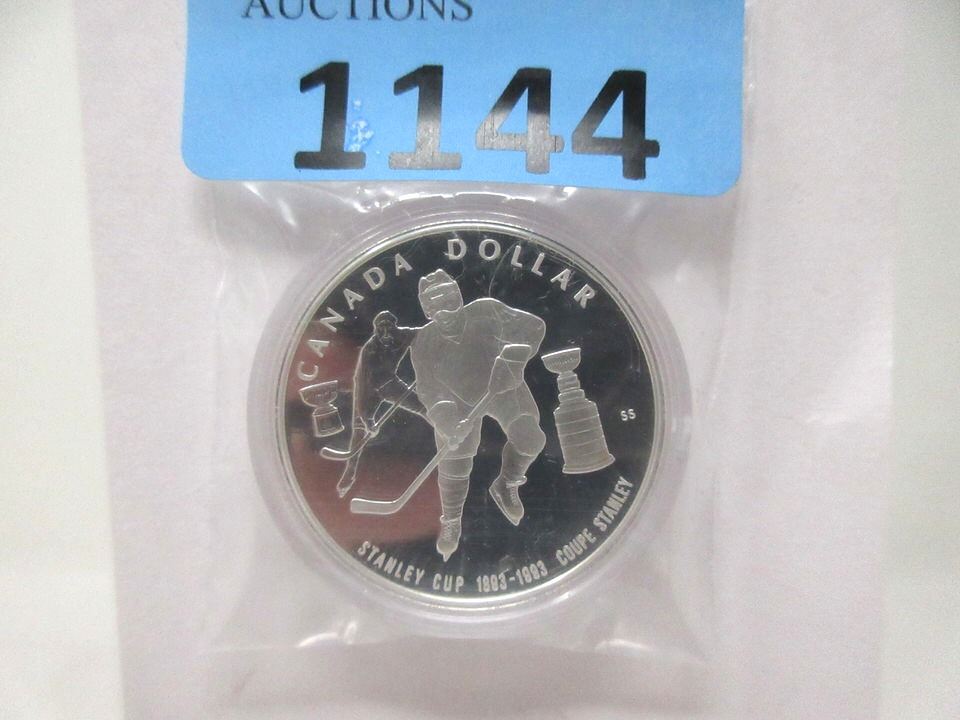 AUCTIONS
1144
CANADA DOLLAR
SS
STANLEY CUP 1893-1993 COUPE STANLEY